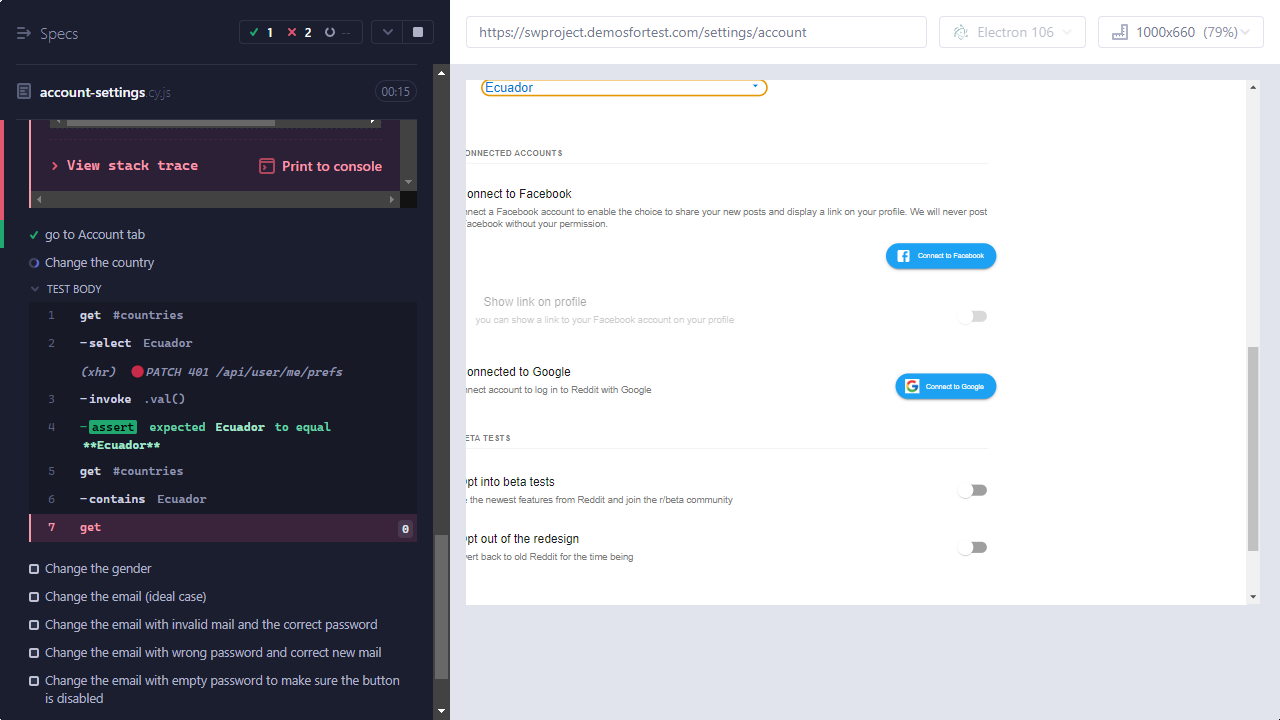 Specs
1 2 --
https://swproject.demosfortest.com/settings/account
Electron 106
1000x660 (79%)
account-settings.cy.js
00:15
View stack trace
Print to console
go to Account tab
Change the country
TEST BODY
1 get #countries
2 -select Ecuador
(xhr) PATCH 401 /api/user/me/prefs
3 -invoke .val()
4 -assert expected Ecuador to equal
**Ecuador**
5 get #countries
6 -contains Ecuador
7 get 0
Change the gender
Change the email (ideal case)
Change the email with invalid mail and the correct password
Change the email with wrong password and correct new mail
Change the email with empty password to make sure the button
is disabled
Ecuador
ONNECTED ACCOUNTS
onnect to Facebook
nnect a Facebook account to enable the choice to share your new posts and display a link on your profile. We will never post
acebook without your permission.
Connect to Facebook
Show link on profile
you can show a link to your Facebook account on your profile
onnected to Google
nnect account to log in to Reddit with Google
Connect to Google
ETA TESTS
pt into beta tests
e the newest features from Reddit and join the r/beta community
pt out of the redesign
vert back to old Reddit for the time being